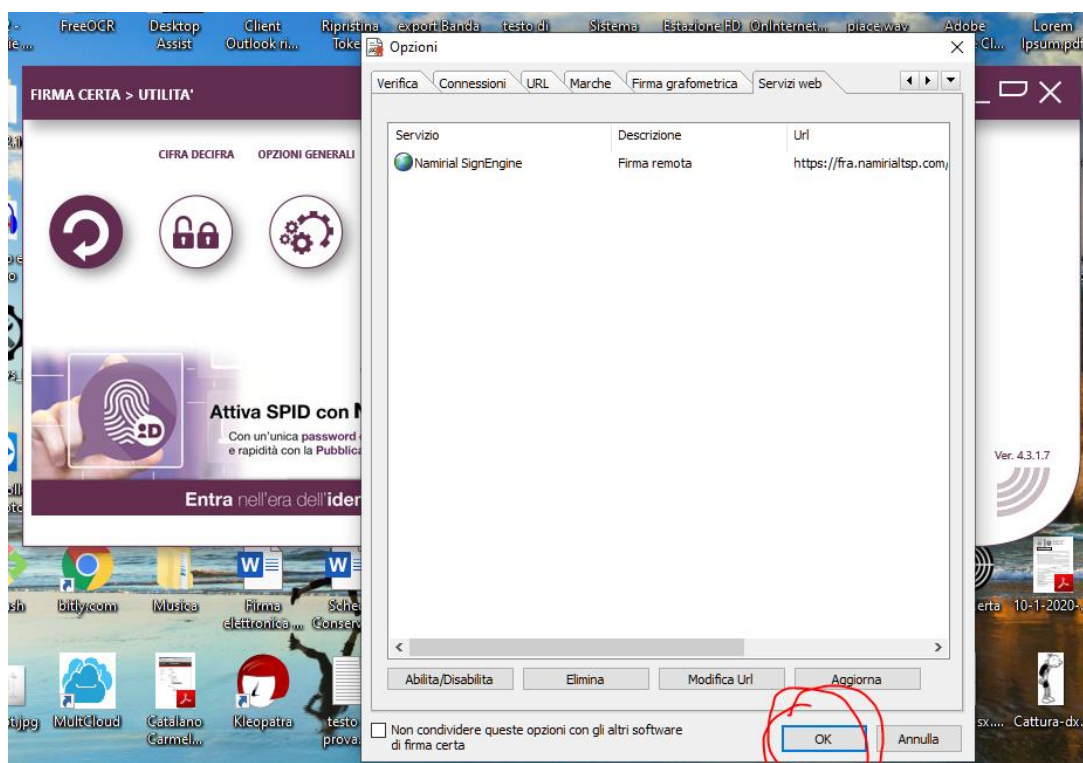 FreeOCR
Desktop Assist
Client Outlook ri...
Ripristina Toke
export Banda
testo di
Sistema
Estazione FD
OnInternet...
piace.wav
Adobe Cl...
Lorem Ipsum.pdf
Opzioni
FIRMA CERTA > UTILITA'
CIFRA DECIFRA
OPZIONI GENERALI
Verifica
Connessioni
URL
Marche
Firma grafometrica
Servizi web
Servizio
Descrizione
Url
Namirial SignEngine
Firma remota
https://fra.namirialtsp.com/
:D
Attiva SPID con
Con un'unica password
e rapidità con la Pubblica
Entra nell'era dell'iden
Ver. 4.3.1.7
bitly.com
Musica
Firma elettronica ...
Sche
Conserv
erta
10-1-2020-
Abilita/Disabilita
Elimina
Modifica Url
Aggiorna
MultCloud
Catalano Carmel...
Kleopatra
testo prova.
sx....
Cattura-dx.
Non condividere queste opzioni con gli altri software
di firma certa
OK
Annulla